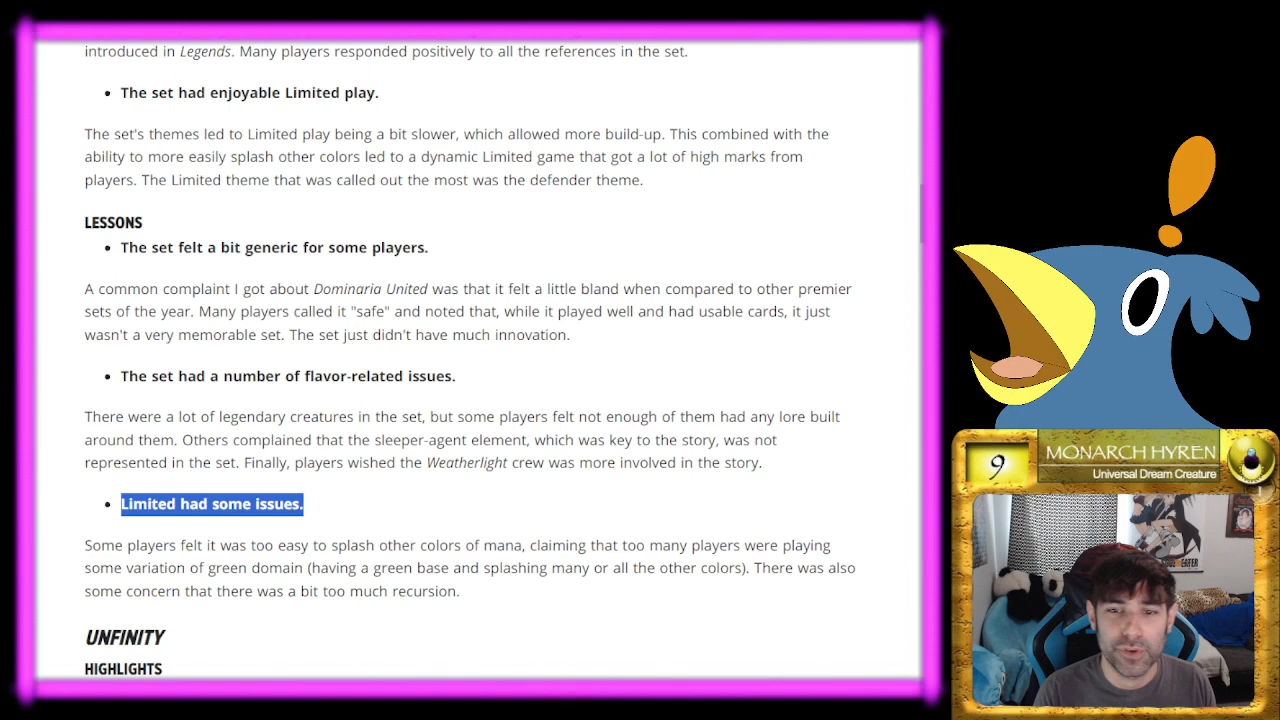 introduced in Legends. Many players responded positively to all the references in the set.
• The set had enjoyable Limited play.
The set's themes led to Limited play being a bit slower, which allowed more build-up. This combined with the
ability to more easily splash other colors led to a dynamic Limited game that got a lot of high marks from
players. The Limited theme that was called out the most was the defender theme.
LESSONS
• The set felt a bit generic for some players.
A common complaint I got about Dominaria United was that it felt a little bland when compared to other premier
sets of the year. Many players called it "safe" and noted that, while it played well and had usable cards, it just
wasn't a very memorable set. The set just didn't have much innovation.
• The set had a number of flavor-related issues.
There were a lot of legendary creatures in the set, but some players felt not enough of them had any lore built
around them. Others complained that the sleeper-agent element, which was key to the story, was not
represented in the set. Finally, players wished the Weatherlight crew was more involved in the story.
• Limited had some issues.
Some players felt it was too easy to splash other colors of mana, claiming that too many players were playing
some variation of green domain (having a green base and splashing many or all the other colors). There was also
some concern that there was a bit too much recursion.
UNFINITY
HIGHLIGHTS
9
MONARCH HYREN
Universal Dream Creature